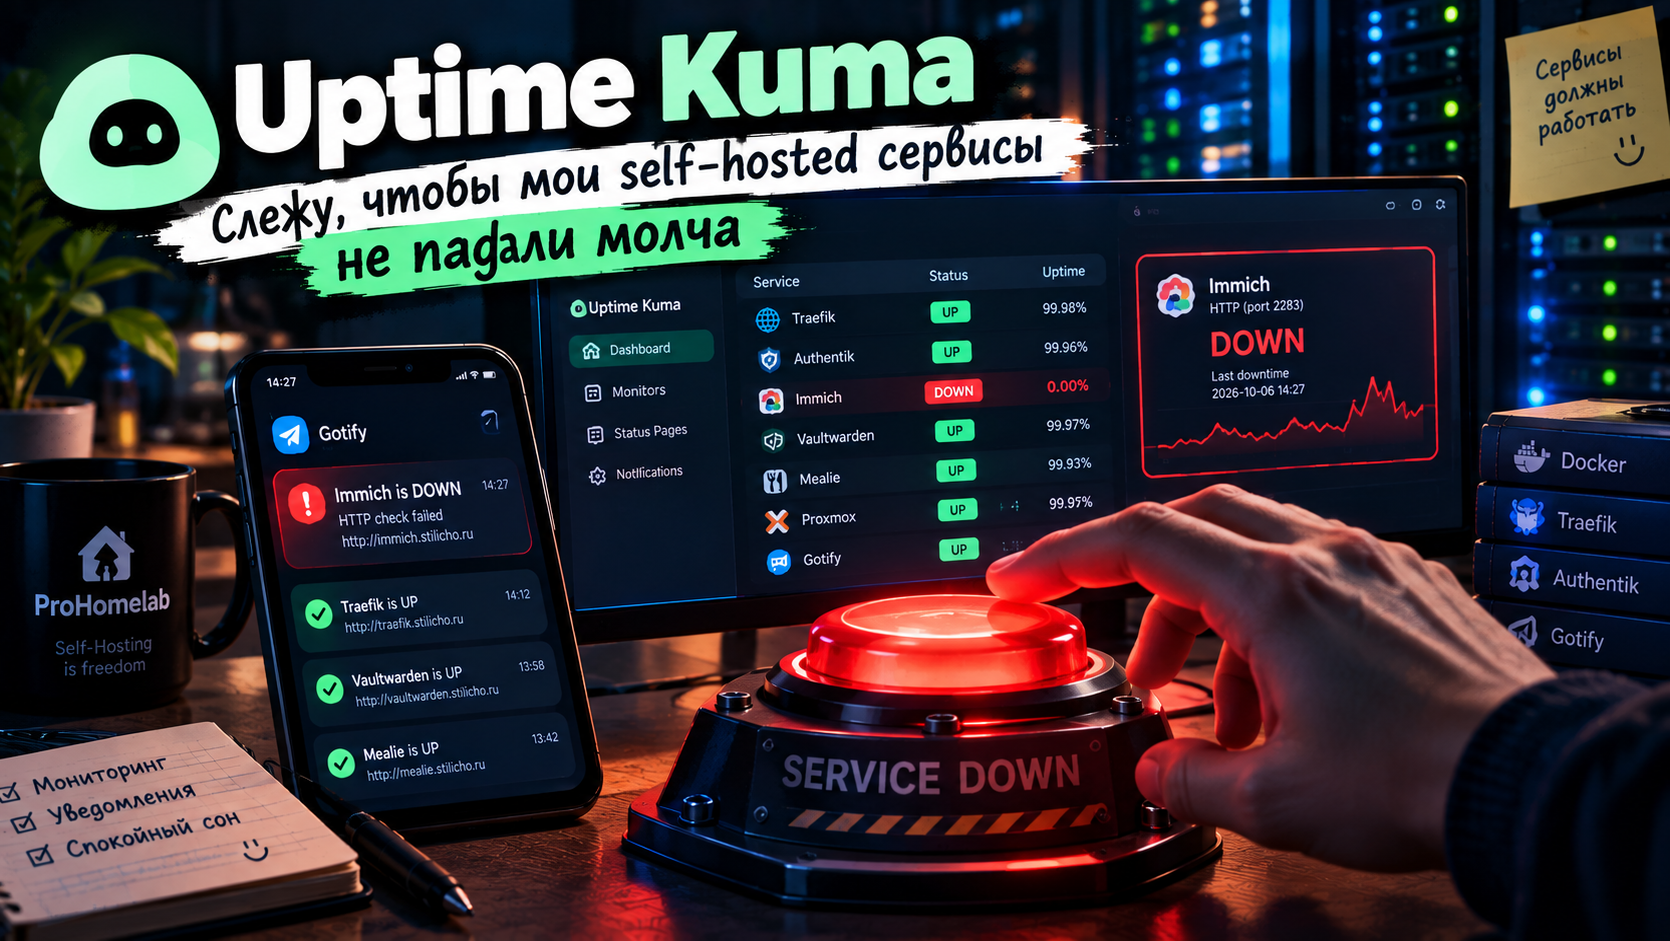 Uptime Kuma
Слежу, чтобы мои self-hosted сервисы
не падали молча
Сервисы
должны
работать
Uptime Kuma
Dashboard
Monitors
Status Pages
Notifications
Service Status Uptime
Traefik UP 99.98%
Authentik UP 99.96%
Immich DOWN 0.00%
Vaultwarden UP 99.97%
Mealie UP 99.93%
Proxmox UP 99.95%
Gotify UP
Immich
HTTP (port 2283)
DOWN
Last downtime
2026-10-06 14:27
14:27
Gotify
Immich is DOWN 14:27
HTTP check failed
http://immich.stilicho.ru
Traefik is UP 14:12
http://traefik.stilicho.ru
Vaultwarden is UP 13:58
http://vaultwarden.stilicho.ru
Mealie is UP 13:42
http://mealie.stilicho.ru
ProHomelab
Self-Hosting
is freedom
Мониторинг
Уведомления
Спокойный сон
SERVICE DOWN
Docker
Traefik
Authentik
Gotify